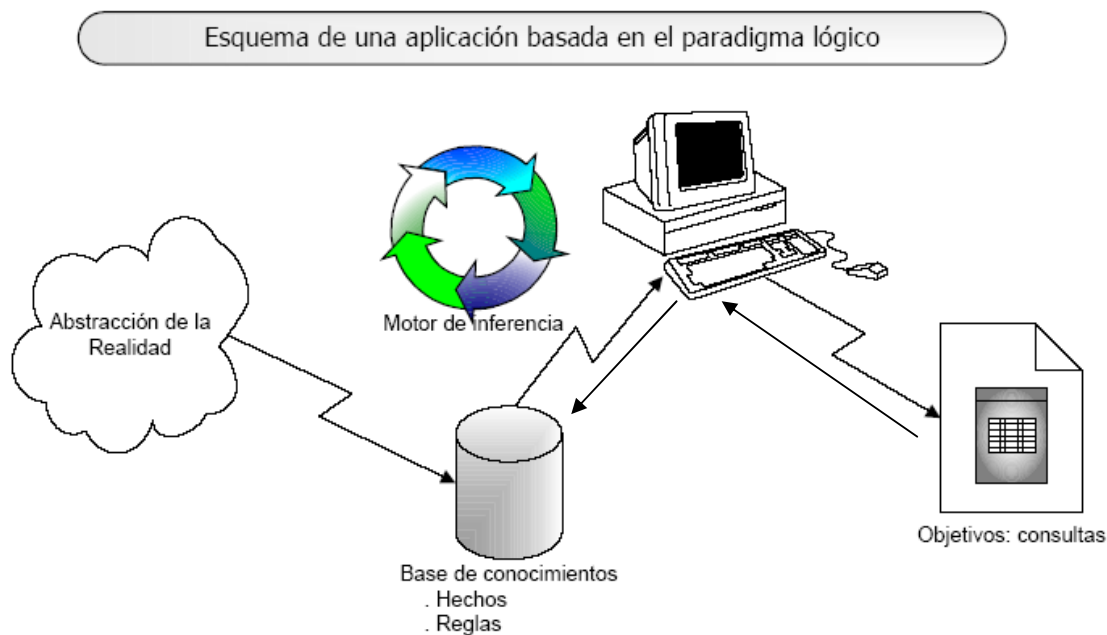 Esquema de una aplicación basada en el paradigma lógico
Motor de inferencia
Abstracción de la
Realidad
Base de conocimientos
. Hechos
. Reglas
Objetivos: consultas